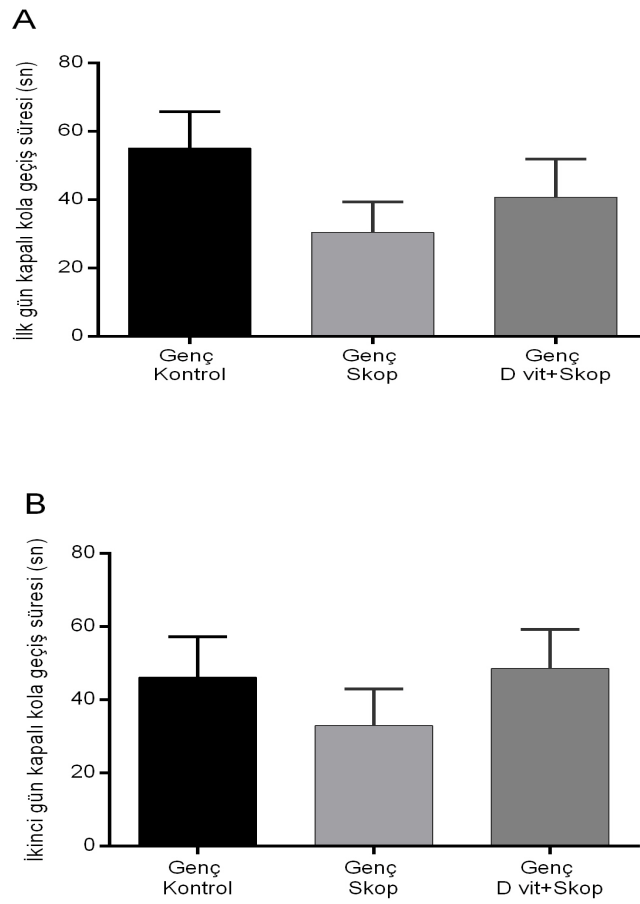 A
İlk gün kapalı kola geçiş süresi (sn)
80
60
40
20
0
Genç
Kontrol
Genç
Skop
Genç
D vit+Skop
B
İkinci gün kapalı kola geçiş süresi (sn)
80
60
40
20
0
Genç
Kontrol
Genç
Skop
Genç
D vit+Skop